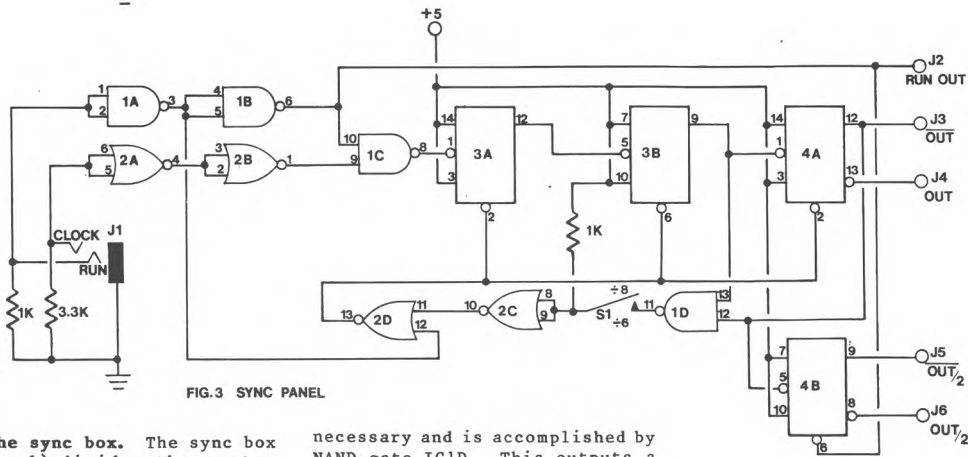 +5
J2
RUN OUT
J3
OUT
J4
OUT
1 2 1A 3
4 5 1B 6
10 9 1C 8
6 5 2A 4
3 2 2B 1
14 1 3 3A 12 2
7 5 10 3B 9 6
14 1 3 4A 12 13 2
CLOCK J1
RUN
1K 3.3K
1K
13 2D 11 12
10 2C 8 9
÷8
S1 ÷6
11 1D 13 12
7 5 10 4B 9 8 6
J5
OUT/2
J6
OUT/2
FIG.3 SYNC PANEL
he sync box. The sync box
necessary and is accomplished by
NAND gate IC1D. This outputs a